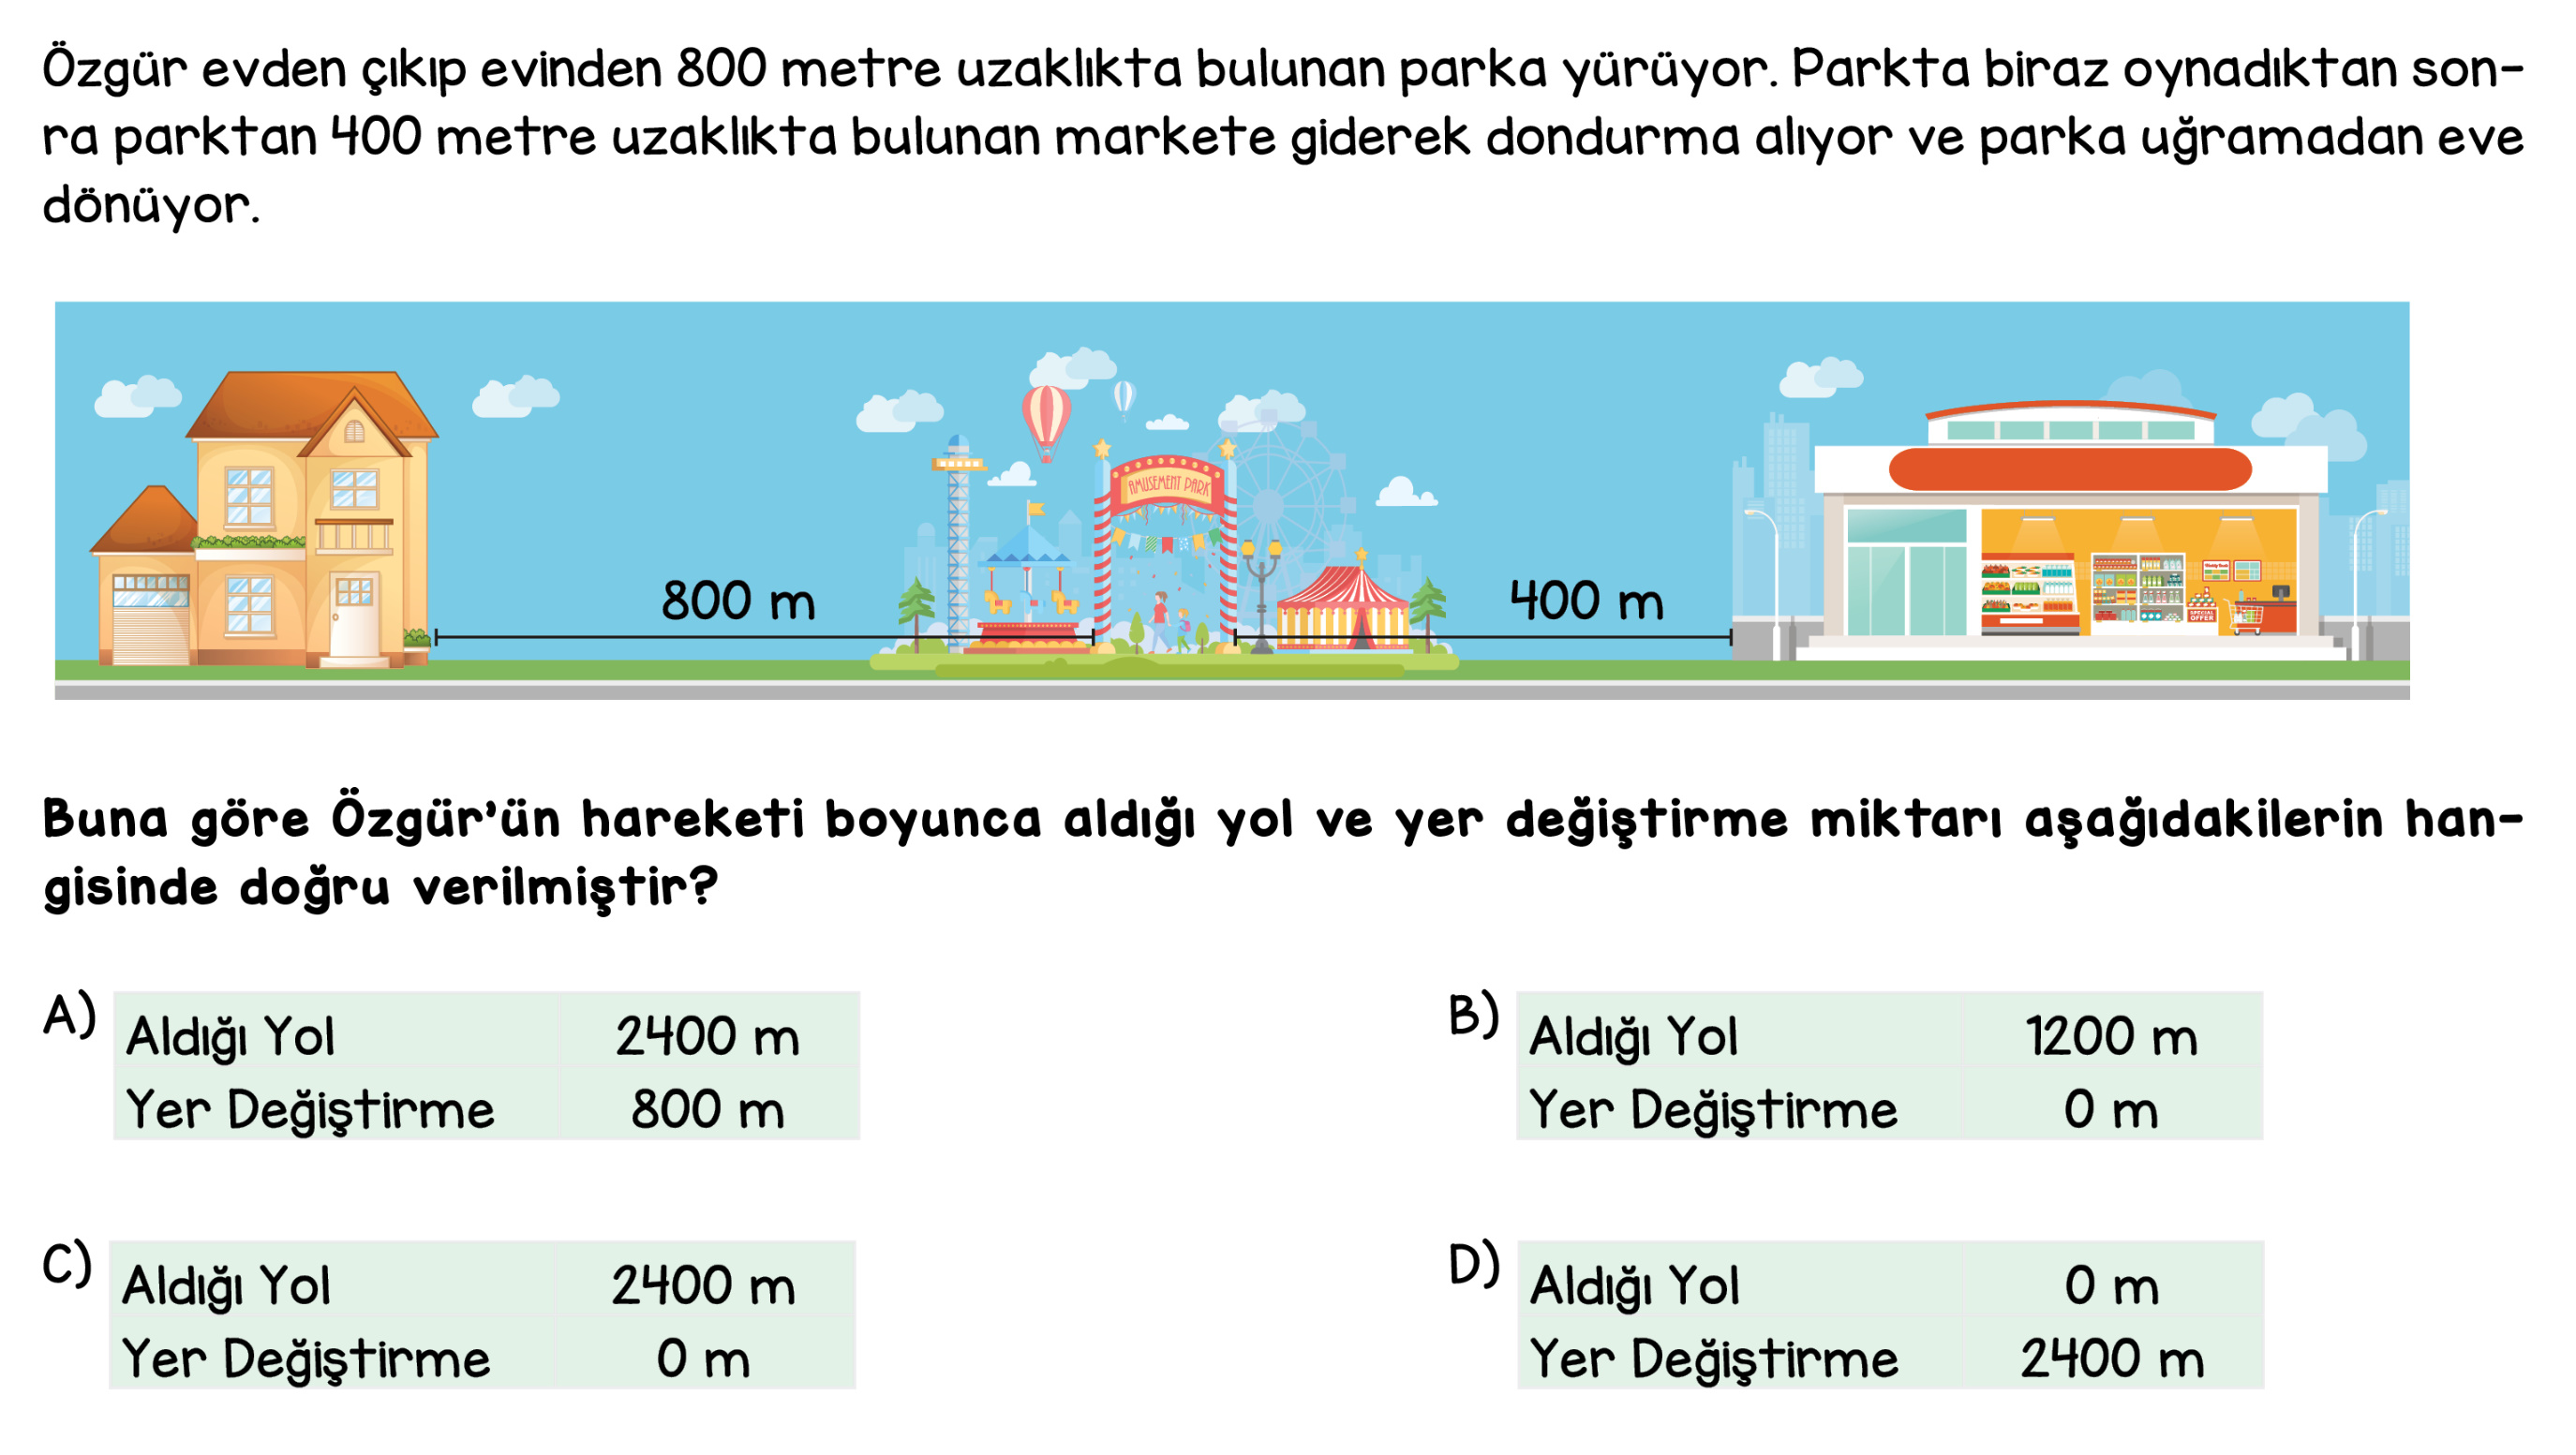 Özgür evden çıkıp evinden 800 metre uzaklıkta bulunan parka yürüyor. Parkta biraz oynadıktan son-
ra parktan 400 metre uzaklıkta bulunan markete giderek dondurma alıyor ve parka uğramadan eve
dönüyor.
AMUSEMENT PARK
800 m
400 m
SPECIAL
OFFER
Buna göre Özgür'ün hareketi boyunca aldığı yol ve yer değiştirme miktarı aşağıdakilerin han-
gisinde doğru verilmiştir?
A)
Aldığı Yol 2400 m
Yer Değiştirme 800 m
B)
Aldığı Yol 1200 m
Yer Değiştirme 0 m
C)
Aldığı Yol 2400 m
Yer Değiştirme 0 m
D)
Aldığı Yol 0 m
Yer Değiştirme 2400 m